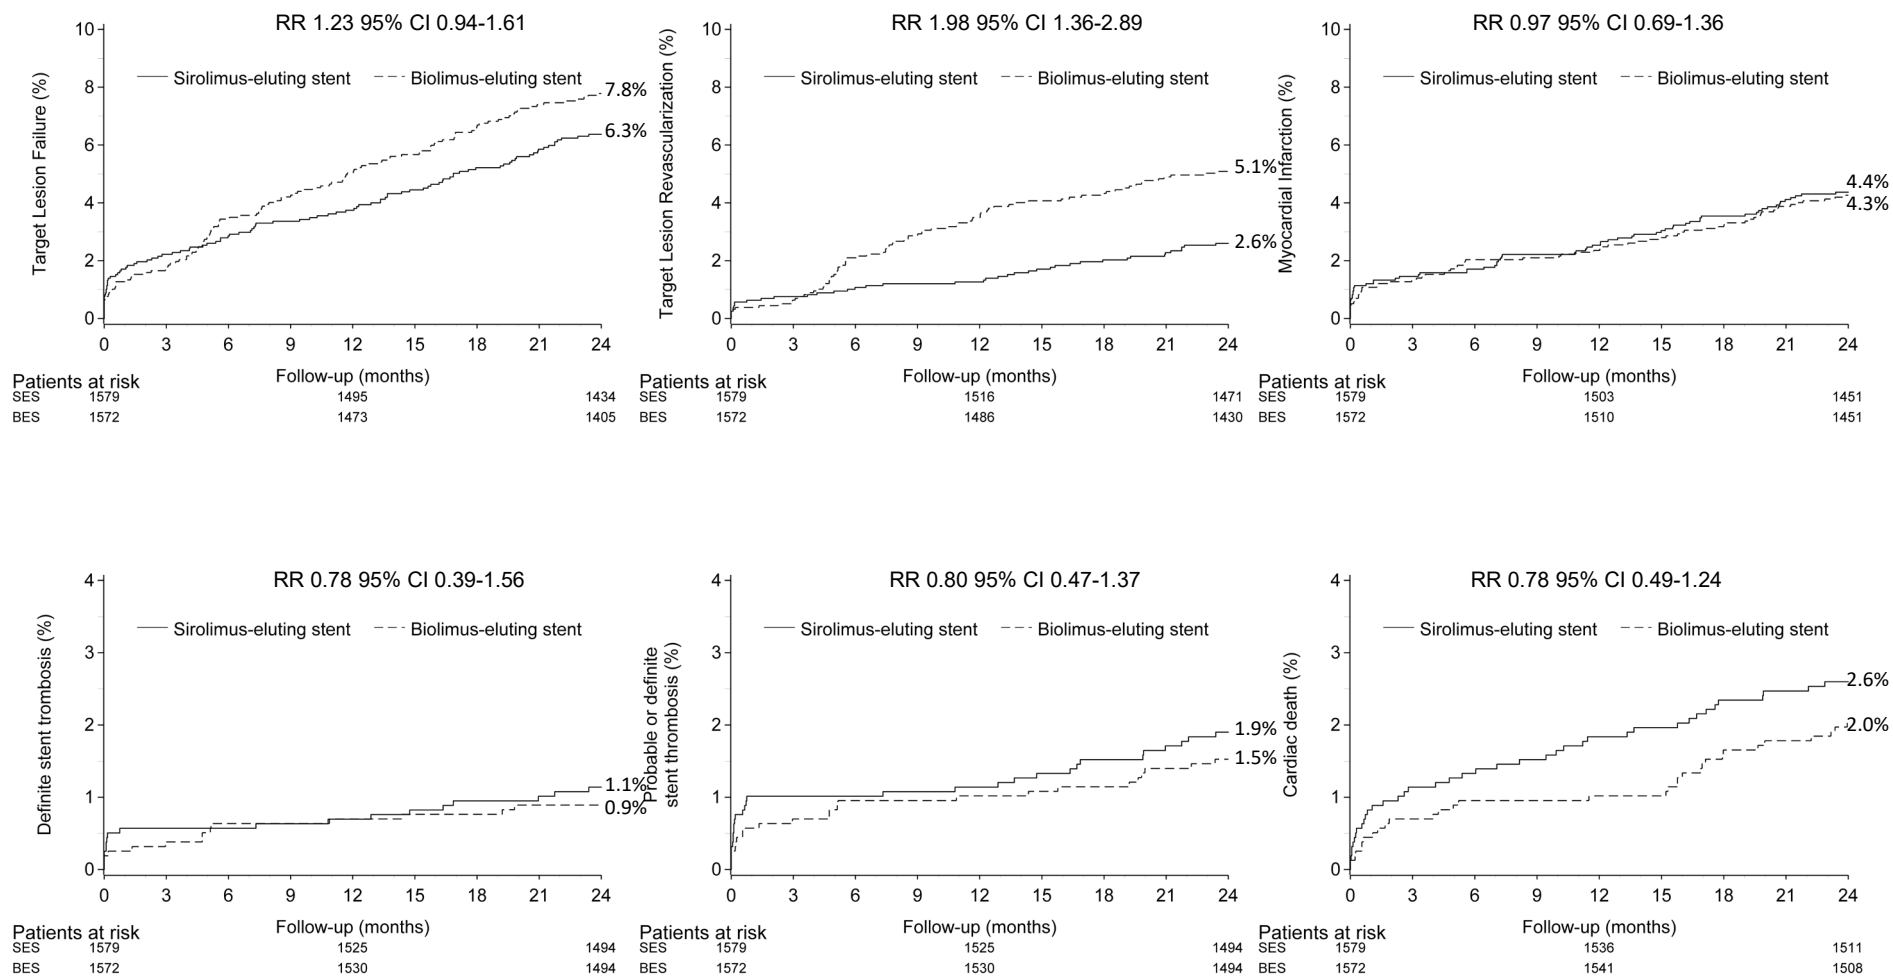 RR 1.23 95% CI 0.94-1.61
Target Lesion Failure (%)
10
8
6
4
2
0
Sirolimus-eluting stent Biolimus-eluting stent
7.8%
6.3%
0 3 6 9 12 15 18 21 24
Follow-up (months)
Patients at risk
SES 1579 1495 1434
BES 1572 1473 1405
RR 1.98 95% CI 1.36-2.89
Target Lesion Revascularization (%)
10
8
6
4
2
0
Sirolimus-eluting stent Biolimus-eluting stent
5.1%
2.6%
0 3 6 9 12 15 18 21 24
Follow-up (months)
Patients at risk
SES 1579 1516 1471
BES 1572 1486 1430
RR 0.97 95% CI 0.69-1.36
Myocardial Infarction (%)
10
8
6
4
2
0
Sirolimus-eluting stent Biolimus-eluting stent
4.4%
4.3%
0 3 6 9 12 15 18 21 24
Follow-up (months)
Patients at risk
SES 1579 1503 1451
BES 1572 1510 1451
RR 0.78 95% CI 0.39-1.56
Definite stent trombosis (%)
4
3
2
1
0
Sirolimus-eluting stent Biolimus-eluting stent
1.1%
0.9%
0 3 6 9 12 15 18 21 24
Follow-up (months)
Patients at risk
SES 1579 1525 1494
BES 1572 1530 1494
RR 0.80 95% CI 0.47-1.37
Probable or definite
stent thrombosis (%)
4
3
2
1
0
Sirolimus-eluting stent Biolimus-eluting stent
1.9%
1.5%
0 3 6 9 12 15 18 21 24
Follow-up (months)
Patients at risk
SES 1579 1525 1494
BES 1572 1530 1494
RR 0.78 95% CI 0.49-1.24
Cardiac death (%)
4
3
2
1
0
Sirolimus-eluting stent Biolimus-eluting stent
2.6%
2.0%
0 3 6 9 12 15 18 21 24
Follow-up (months)
Patients at risk
SES 1579 1536 1511
BES 1572 1541 1508